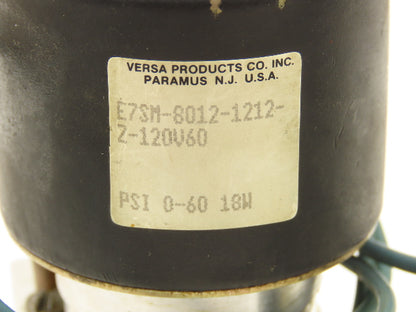 VERSA PRODUCTS CO. INC.
PARAMUS N.J. U.S.A.
E7SM-8012-1212-
Z-120V60
PSI 0-60 18W